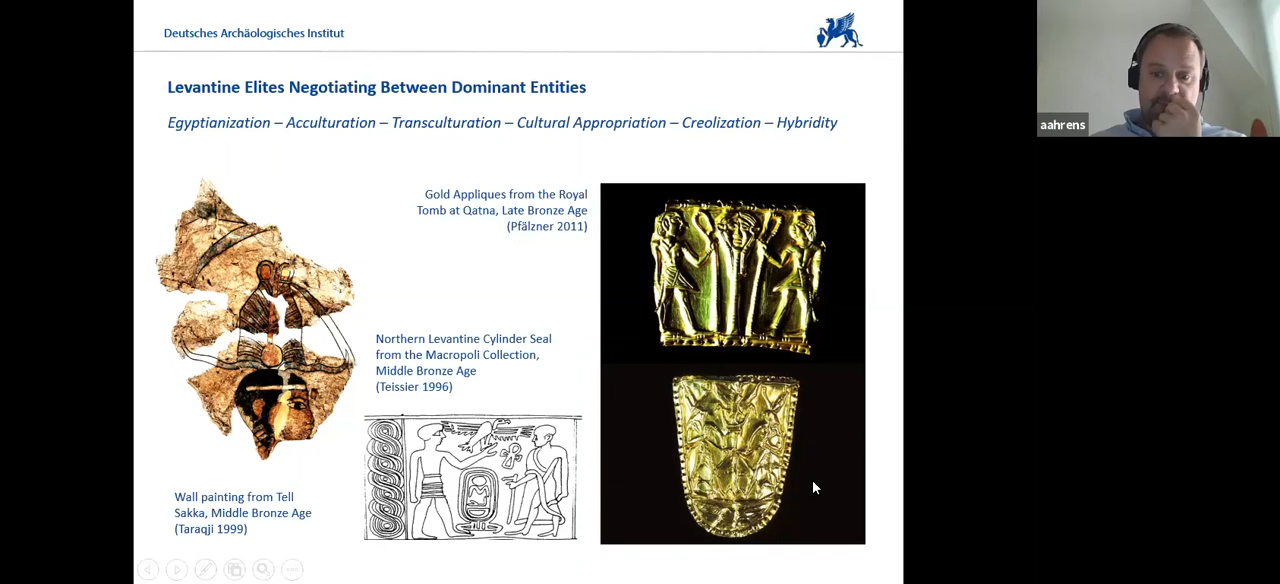 Deutsches Archäologisches Institut
Levantine Elites Negotiating Between Dominant Entities
Egyptianization – Acculturation – Transculturation – Cultural Appropriation – Creolization – Hybridity
Gold Appliques from the Royal
Tomb at Qatna, Late Bronze Age
(Pfälzner 2011)
Northern Levantine Cylinder Seal
from the Macropoli Collection,
Middle Bronze Age
(Teissier 1996)
Wall painting from Tell
Sakka, Middle Bronze Age
(Taraqji 1999)
aahrens